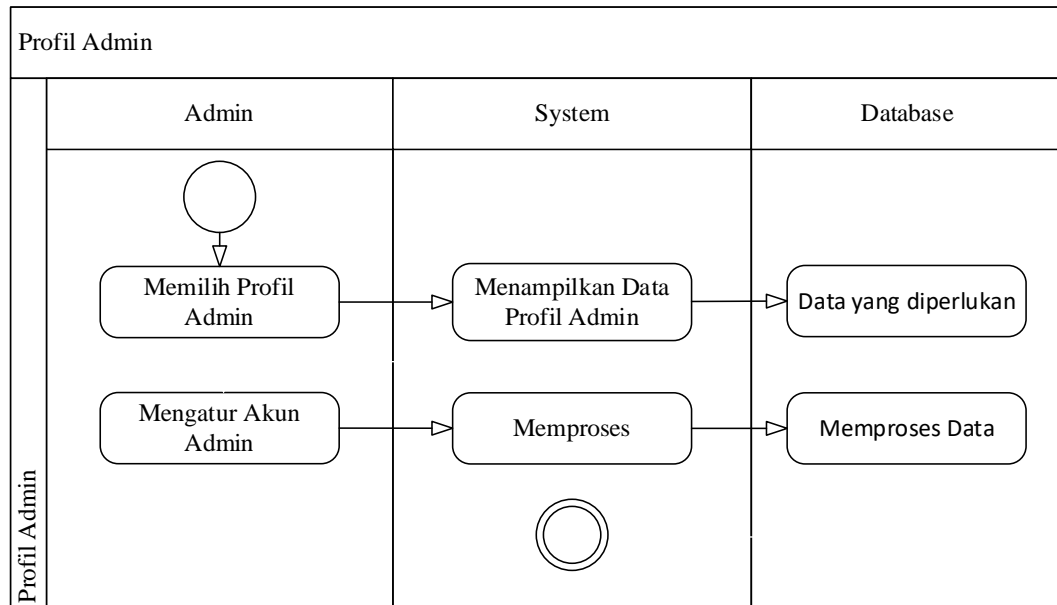 Profil Admin
Admin
System
Database
Memilih Profil
Admin
Menampilkan Data
Profil Admin
Data yang diperlukan
Mengatur Akun
Admin
Memproses
Memproses Data
Profil Admin